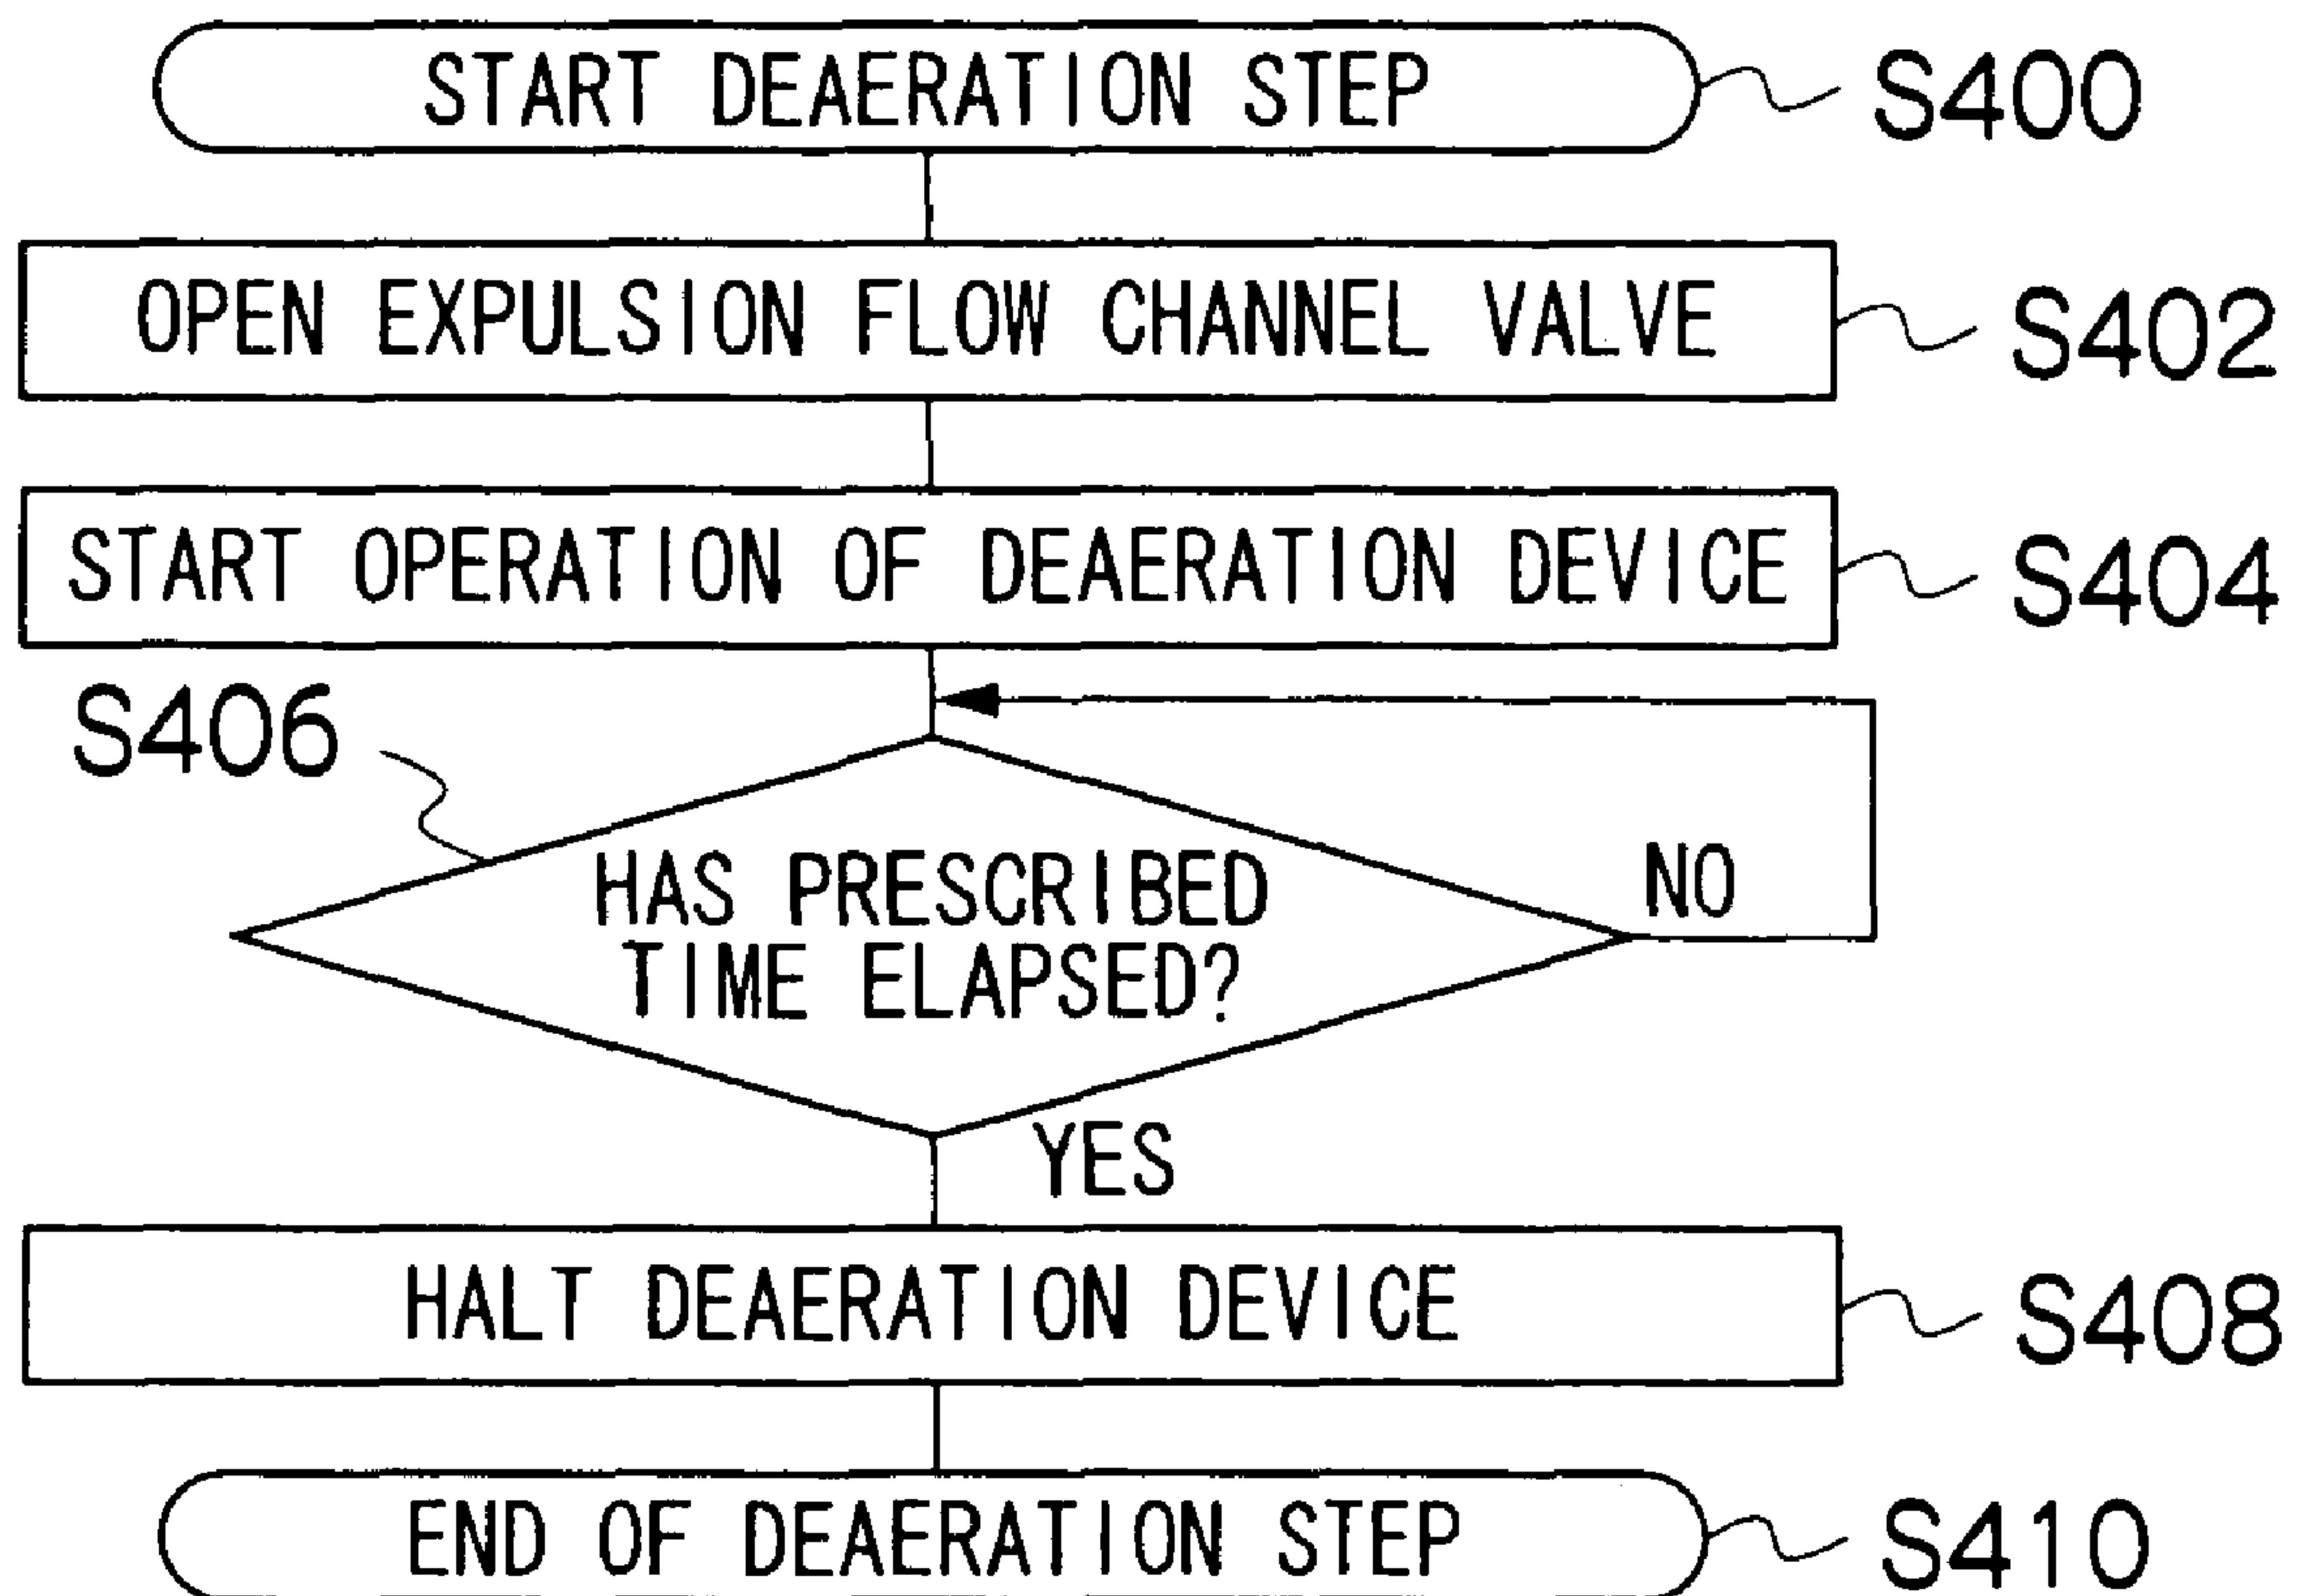 START DEAERATION STEP S400
OPEN EXPULSION FLOW CHANNEL VALVE S402
START OPERATION OF DEAERATION DEVICE S404
S406
HAS PRESCRIBED
TIME ELAPSED?
NO
YES
HALT DEAERATION DEVICE S408
END OF DEAERATION STEP S410